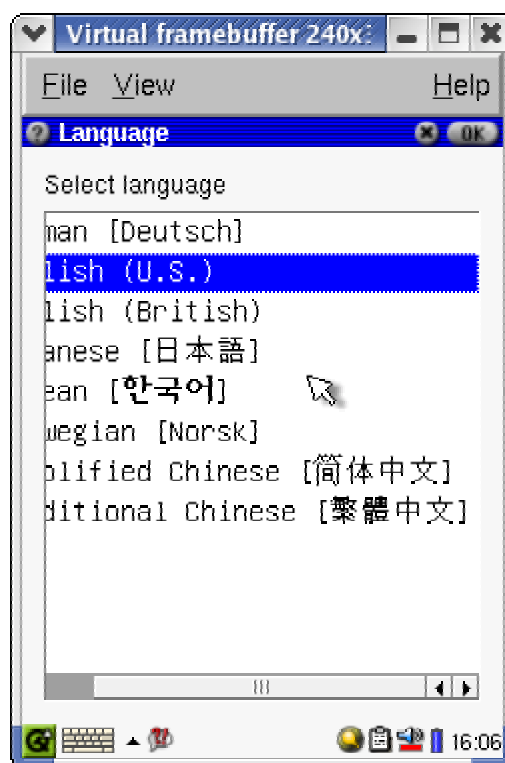 Virtual framebuffer 240x3
File View Help
Language OK
Select language
man [Deutsch]
lish (U.S.)
lish (British)
anese [日本語]
ean [한국어]
wegian [Norsk]
plified Chinese [简体中文]
ditional Chinese [繁體中文]
16:06